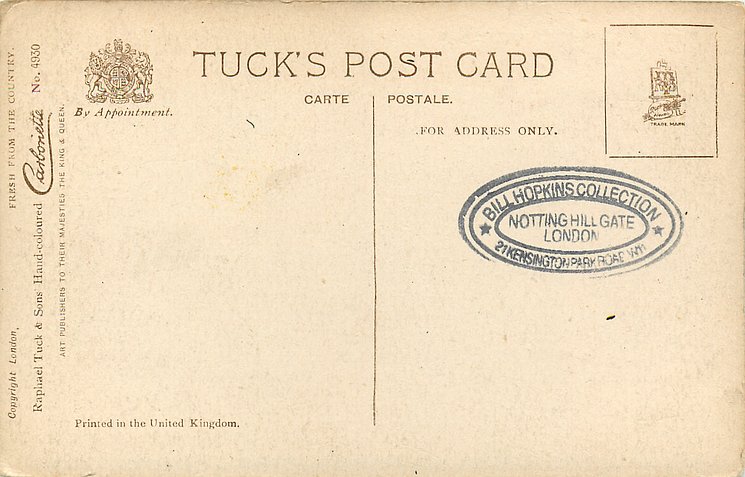 TUCK'S POST CARD
CARTE POSTALE.
FOR ADDRESS ONLY.
By Appointment.
TRADE MARK
BILL HOPKINS COLLECTION
NOTTING HILL GATE
LONDON
21 KENSINGTON PARK ROAD W11
Printed in the United Kingdom.
Copyright London, FRESH FROM THE COUNTRY.
Raphael Tuck & Sons' Hand-coloured Carbonette No. 4930
ART PUBLISHERS TO THEIR MAJESTIES THE KING & QUEEN.